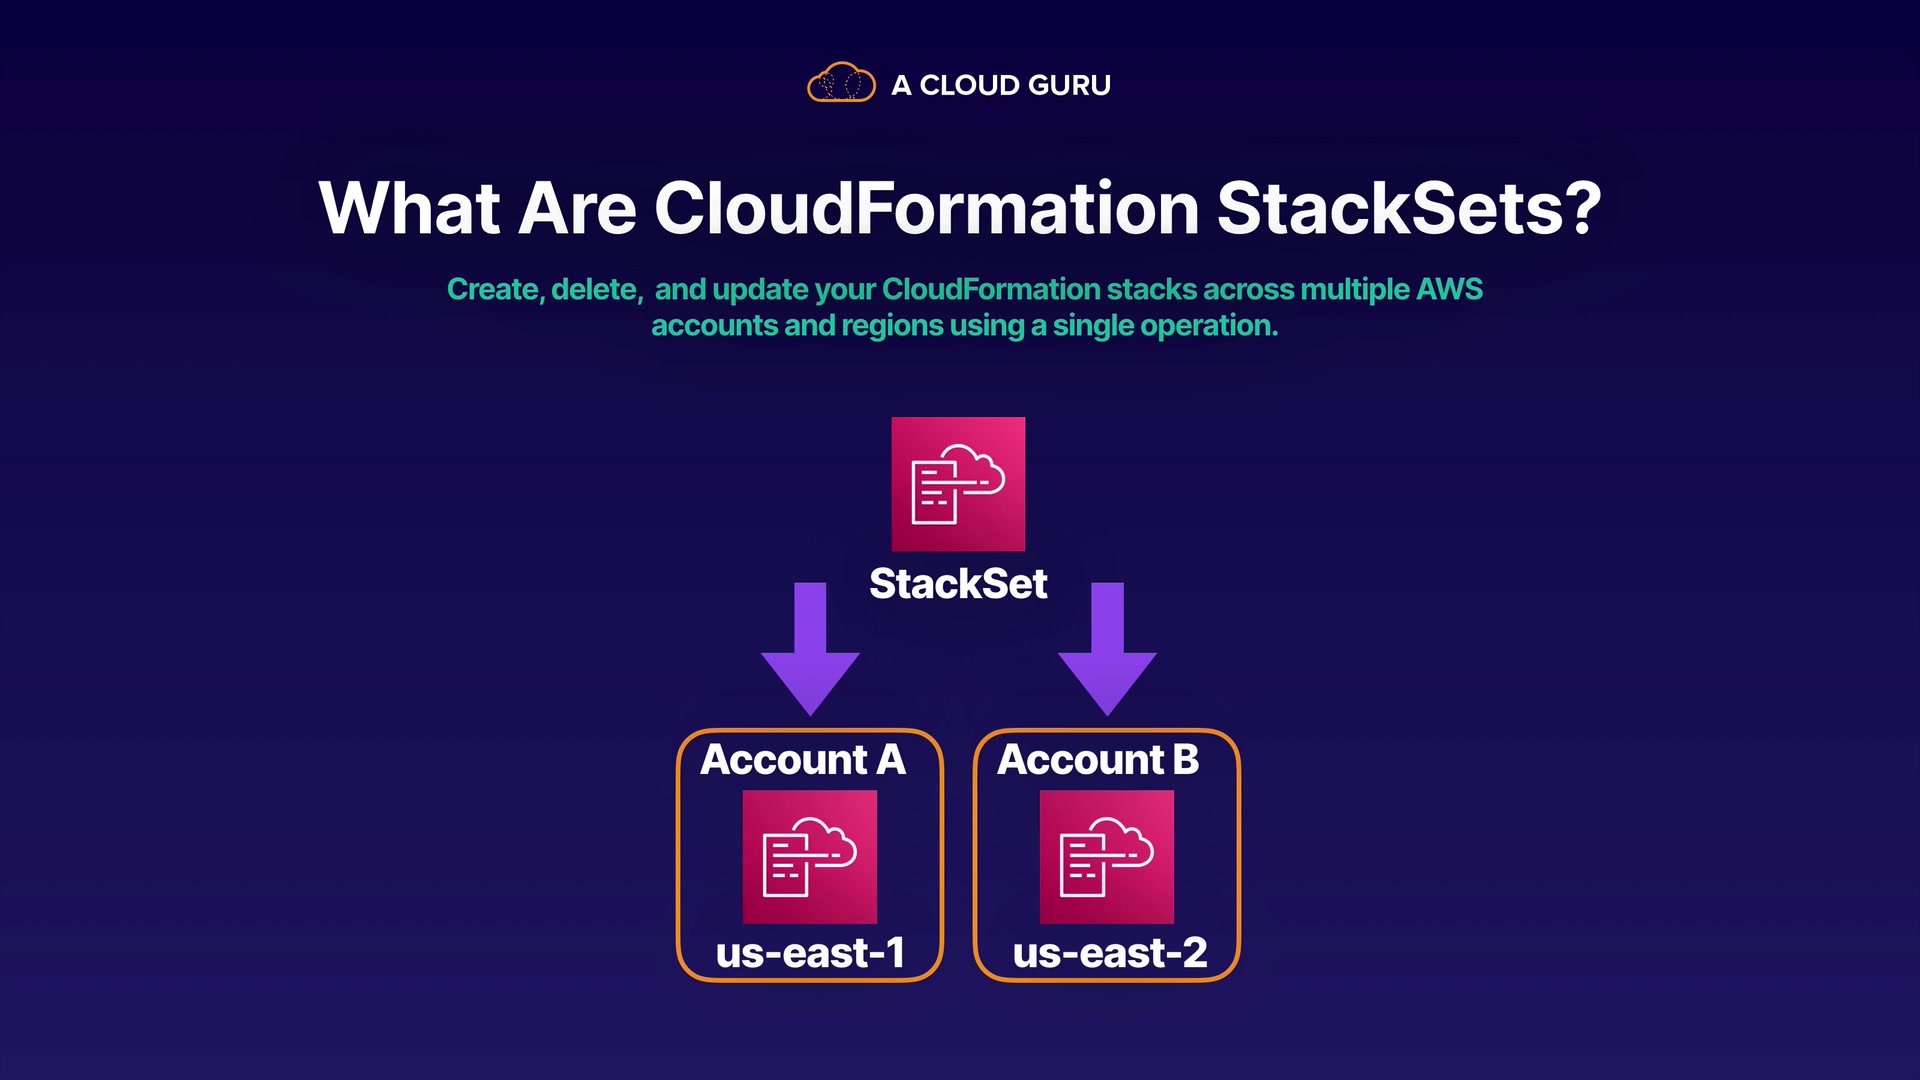 A CLOUD GURU
What Are CloudFormation StackSets?
Create, delete, and update your CloudFormation stacks across multiple AWS
accounts and regions using a single operation.
StackSet
Account A
us-east-1
Account B
us-east-2